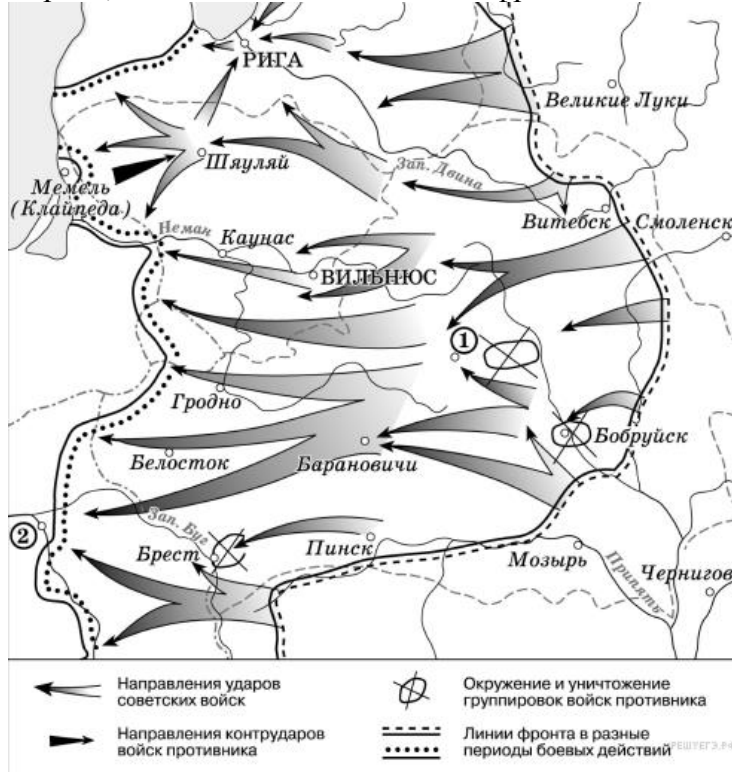 РИГА
Великие Луки
Зап. Двина
Шяуляй
Мемель
(Клайпеда)
Витебск
Смоленск
Неман
Каунас
ВИЛЬНЮС
1
Гродно
Бобруйск
Белосток
Барановичи
2
Зап. Буг
Брест
Пинск
Мозырь
Припять
Чернигов
Направления ударов
советских войск
Направления контрударов
войск противника
Окружение и уничтожение
группировок войск противника
Линии фронта в разные
периоды боевых действий
РЕШУЕГЭ.РФ